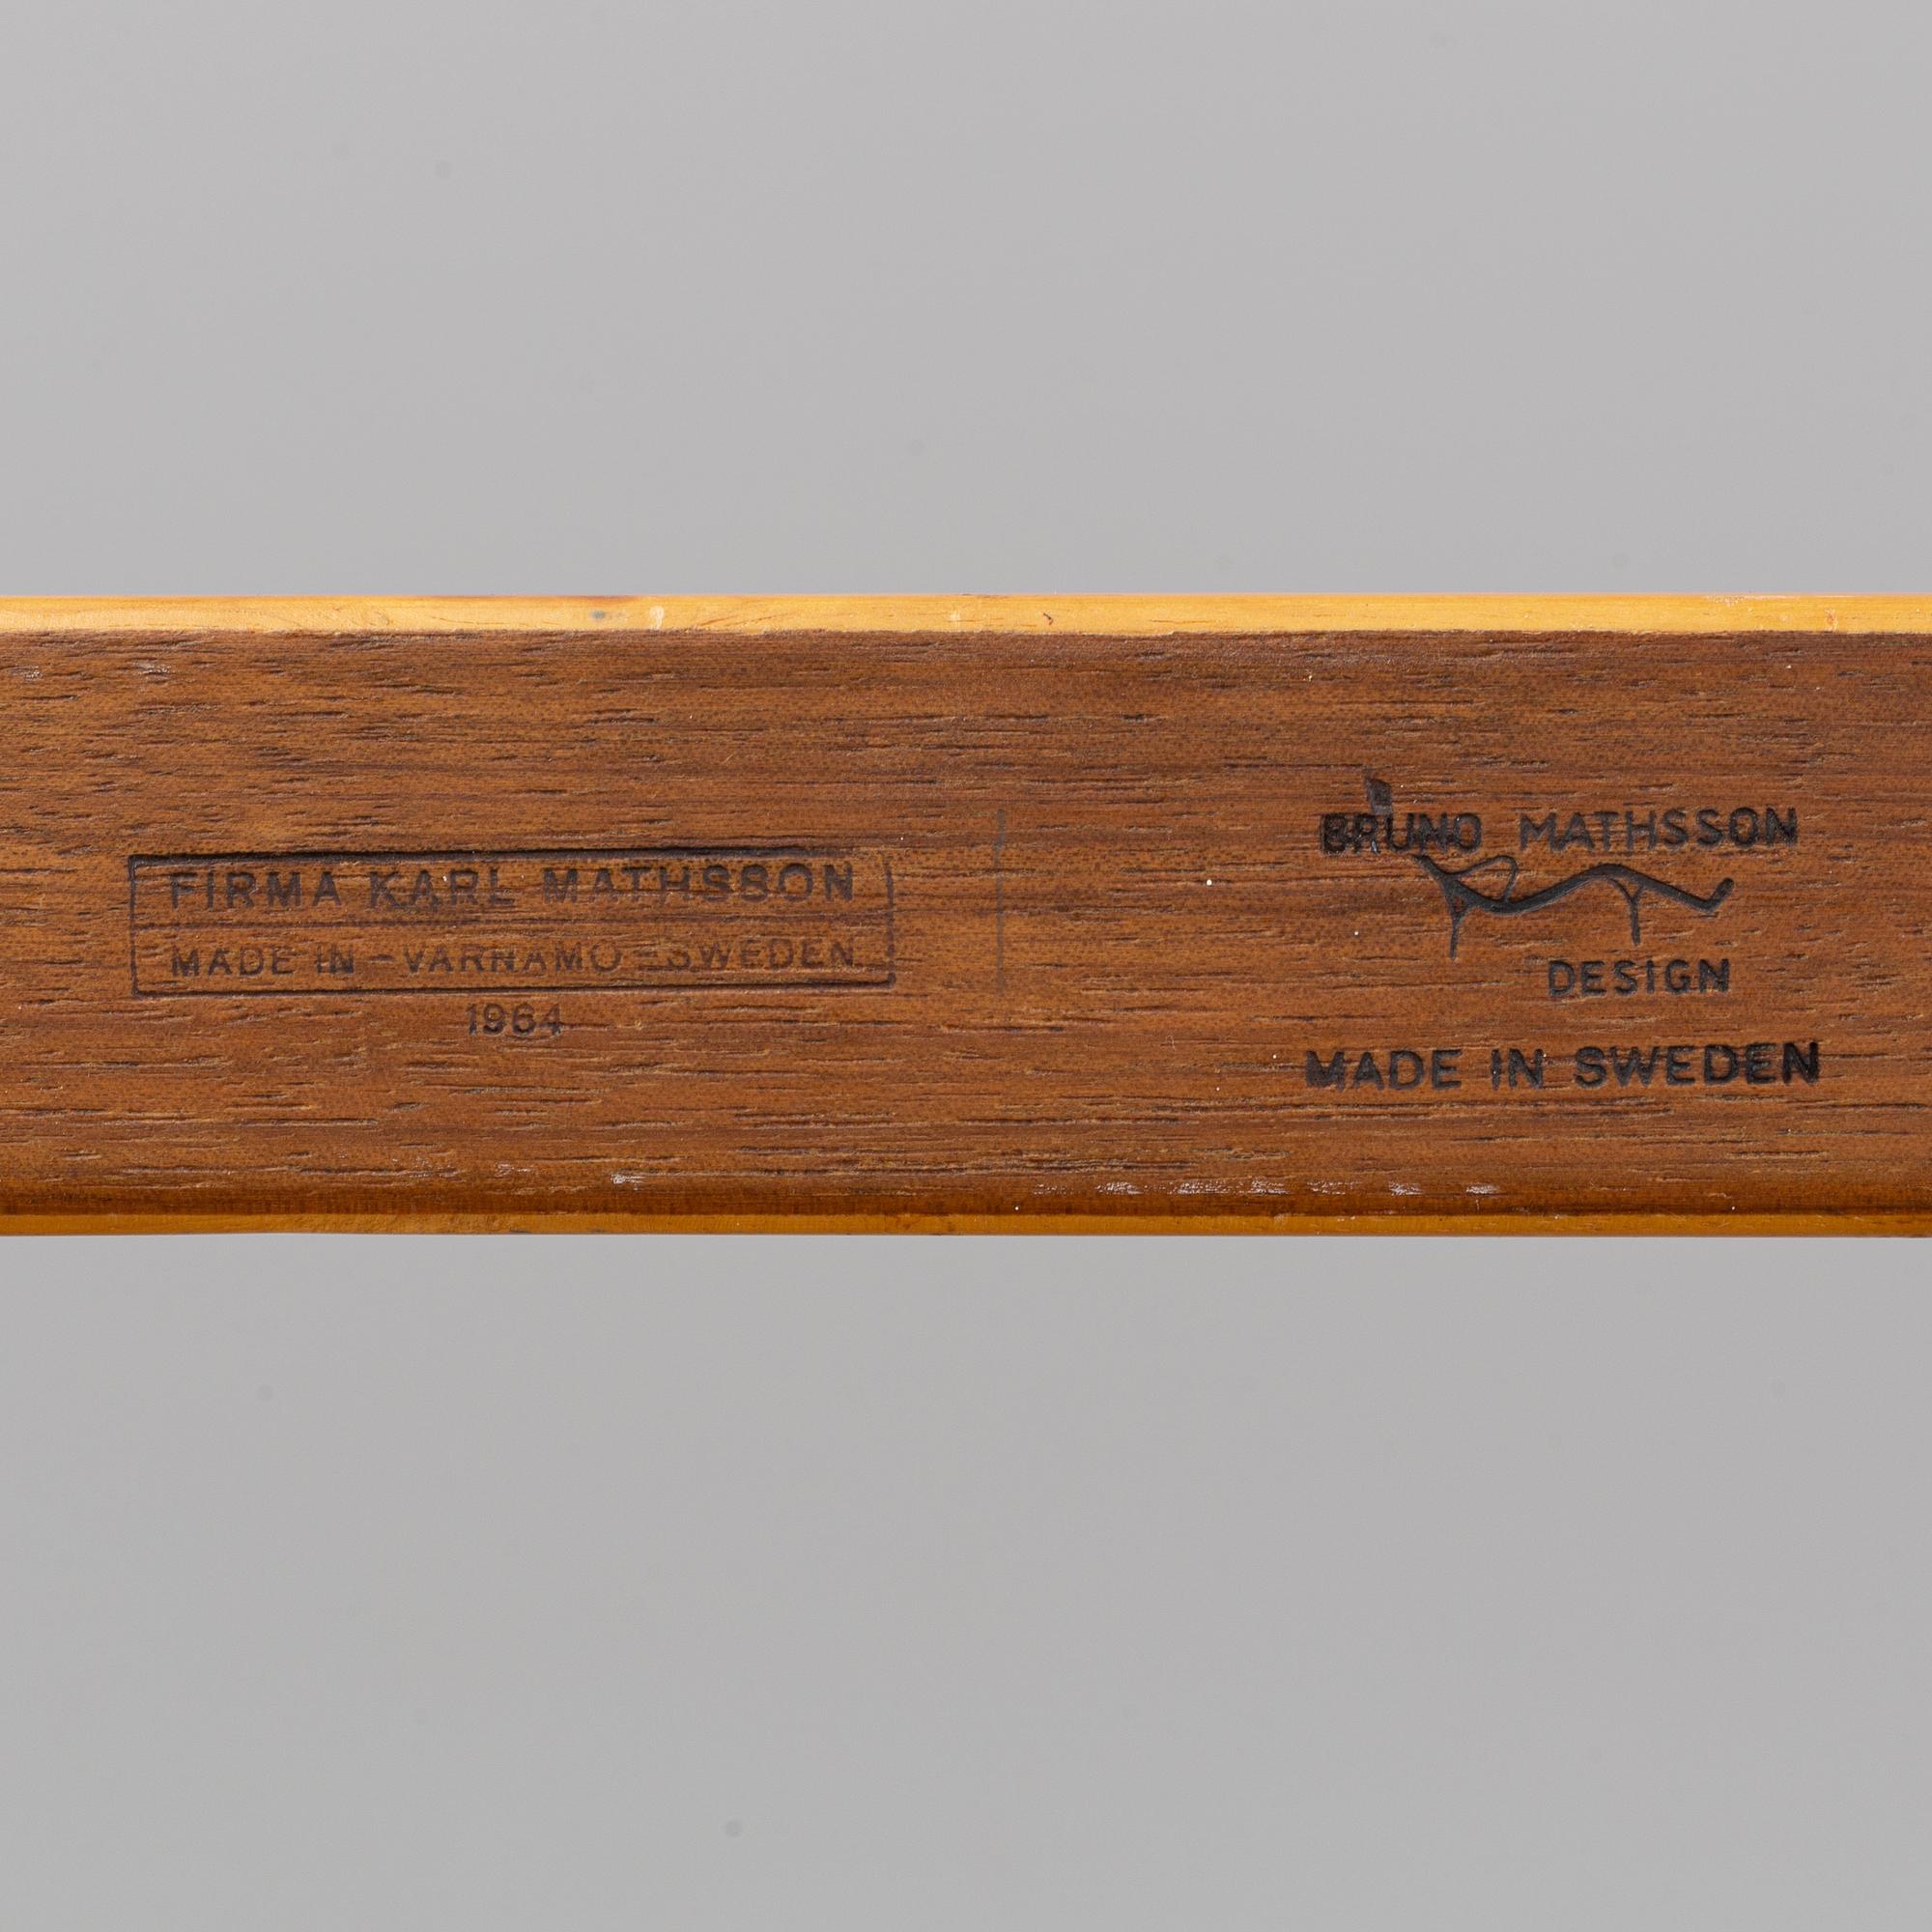 FIRMA KARL MATHSSON
MADE IN - VARNAMO - SWEDEN
1964
BRUNO MATHSSON
DESIGN
MADE IN SWEDEN